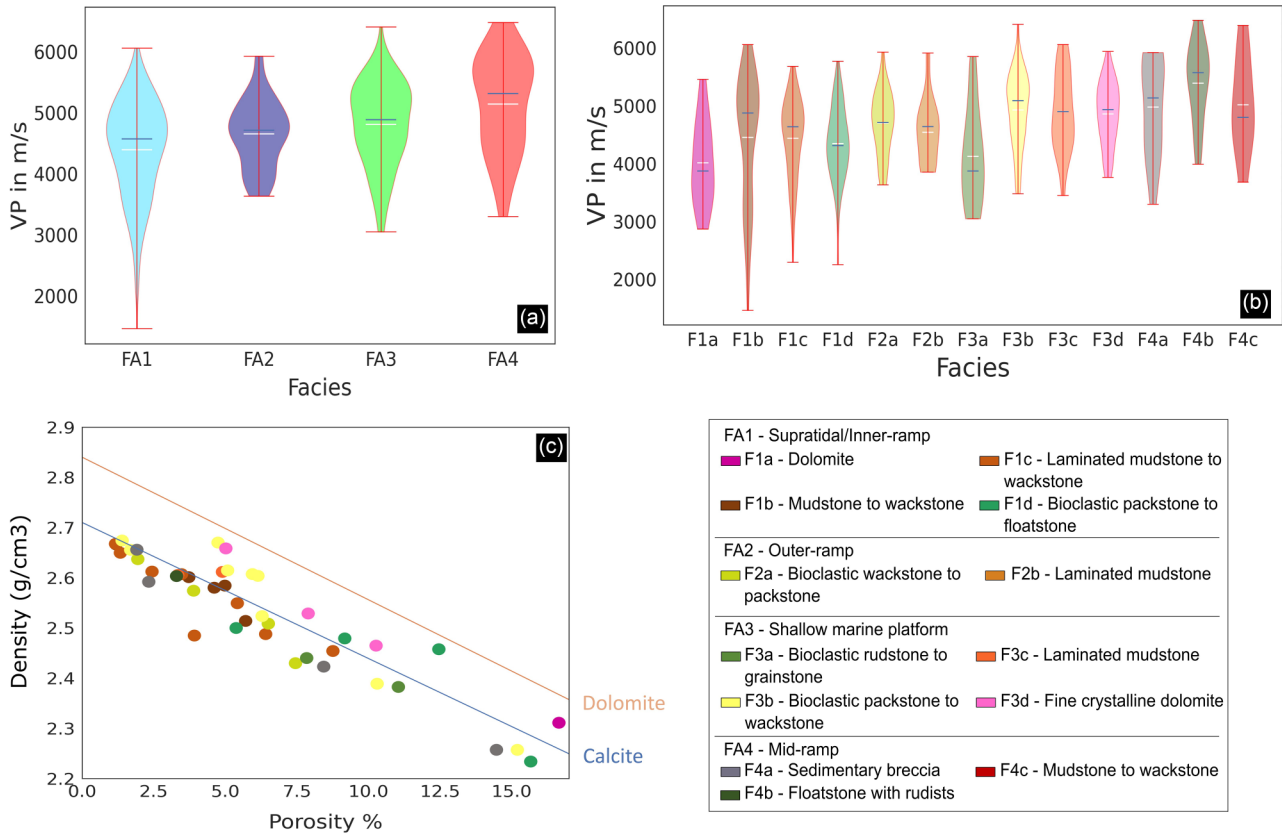 VP in m/s
6000
5000
4000
3000
2000
(a)
FA1 FA2 FA3 FA4
Facies
VP in m/s
6000
5000
4000
3000
2000
(b)
F1a F1b F1c F1d F2a F2b F3a F3b F3c F3d F4a F4b F4c
Facies
Density (g/cm3)
2.9
2.8
2.7
2.6
2.5
2.4
2.3
2.2
(c)
Dolomite
Calcite
0.0 2.5 5.0 7.5 10.0 12.5 15.0
Porosity %
FA1 - Supratidal/Inner-ramp
F1a - Dolomite
F1c - Laminated mudstone to
wackstone
F1b - Mudstone to wackstone
F1d - Bioclastic packstone to
floatstone
FA2 - Outer-ramp
F2a - Bioclastic wackstone to
packstone
F2b - Laminated mudstone
FA3 - Shallow marine platform
F3a - Bioclastic rudstone to
grainstone
F3c - Laminated mudstone
F3b - Bioclastic packstone to
wackstone
F3d - Fine crystalline dolomite
FA4 - Mid-ramp
F4a - Sedimentary breccia
F4c - Mudstone to wackstone
F4b - Floatstone with rudists